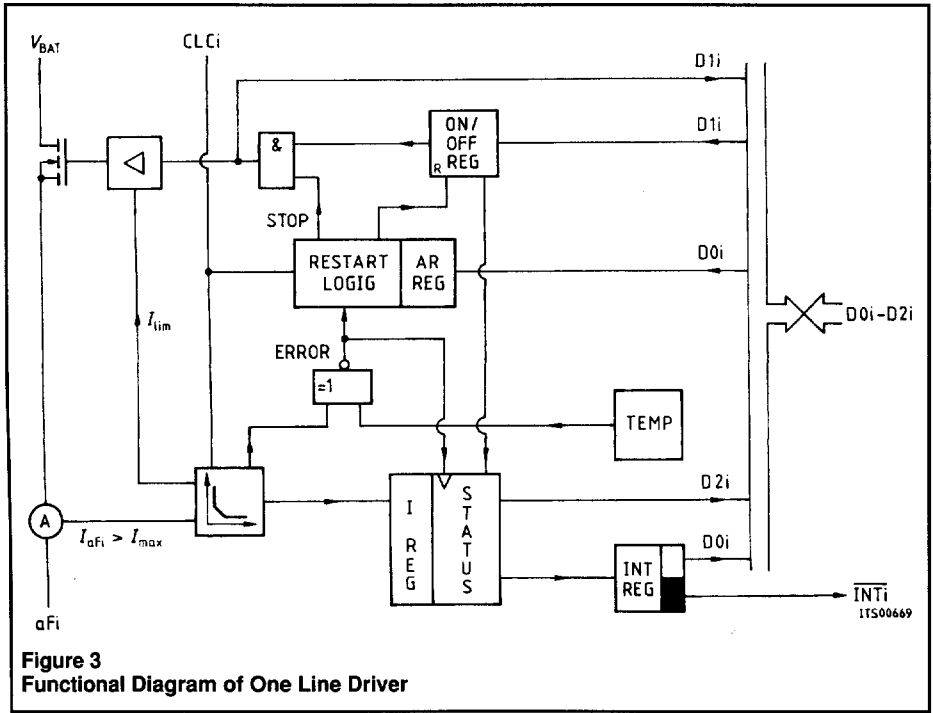 V_BAT
CLCi
D1i
&
ON/
OFF
REG
R
D1i
STOP
RESTART
LOGIG
AR
REG
D0i
D0i-D2i
I_lim
ERROR
=1
TEMP
I
REG
STATUS
D2i
A
I_aFi > I_max
D0i
INT
REG
INTi
ITS00669
aFi
Figure 3
Functional Diagram of One Line Driver